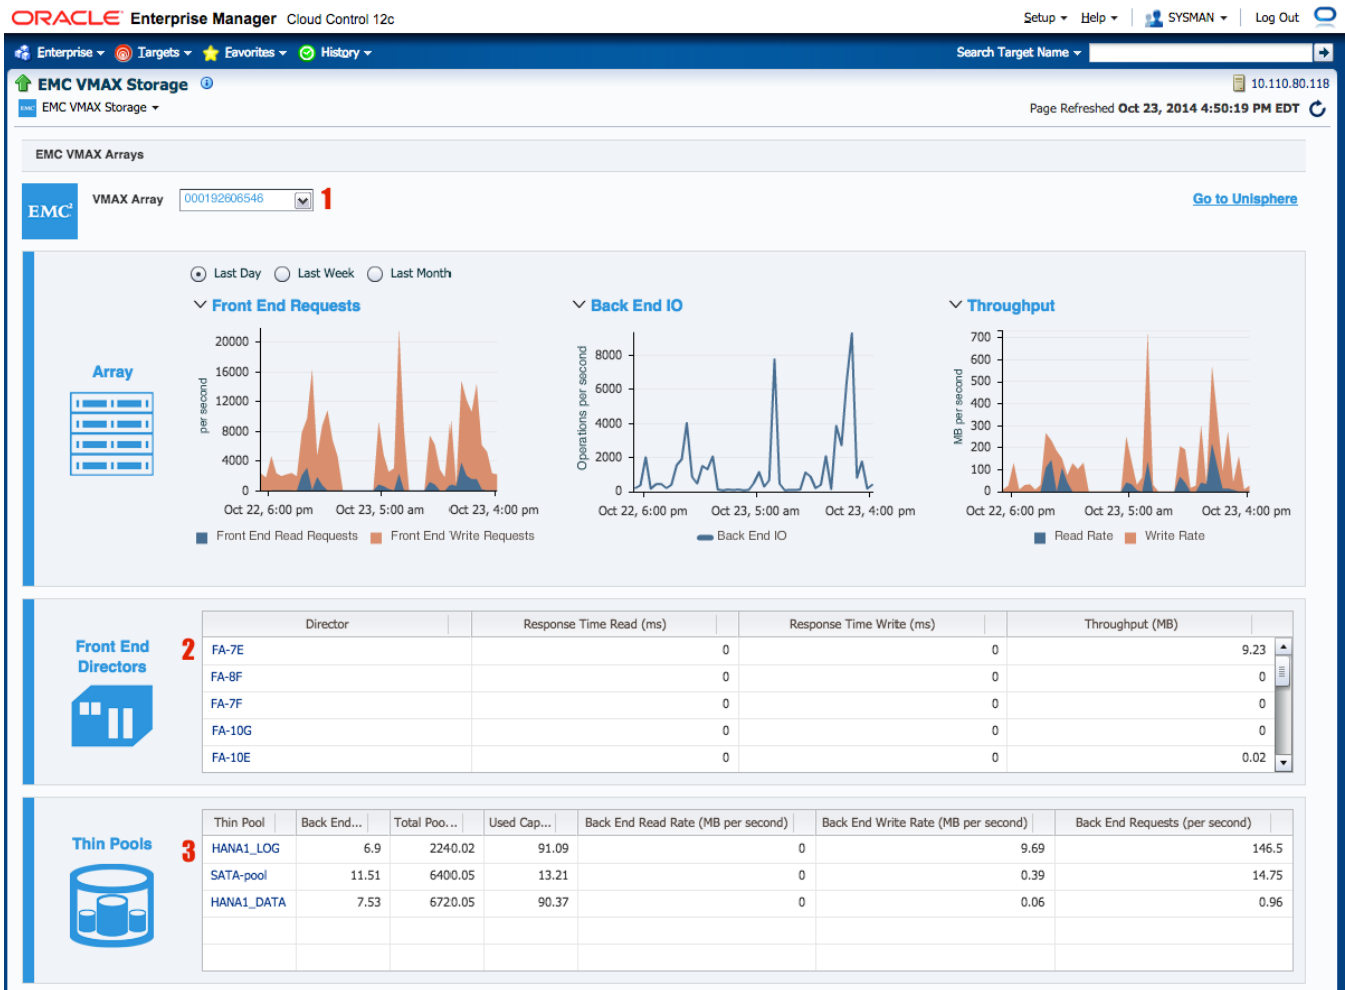 ORACLE Enterprise Manager Cloud Control 12c
Setup Help SYSMAN Log Out
Enterprise Targets Favorites History Search Target Name
EMC VMAX Storage
10.110.80.118
EMC VMAX Storage
Page Refreshed Oct 23, 2014 4:50:19 PM EDT
EMC VMAX Arrays
EMC² VMAX Array 000192606546 1 Go to Unisphere
Last Day Last Week Last Month
Array
Front End Requests
per second
20000
16000
12000
8000
4000
0
Oct 22, 6:00 pm Oct 23, 5:00 am Oct 23, 4:00 pm
Front End Read Requests Front End Write Requests
Back End IO
Operations per second
8000
6000
4000
2000
0
Oct 22, 6:00 pm Oct 23, 5:00 am Oct 23, 4:00 pm
Back End IO
Throughput
MB per second
700
600
500
400
300
200
100
0
Oct 22, 6:00 pm Oct 23, 5:00 am Oct 23, 4:00 pm
Read Rate Write Rate
Front End
Directors
2
Director Response Time Read (ms) Response Time Write (ms) Throughput (MB)
FA-7E 0 0 9.23
FA-8F 0 0 0
FA-7F 0 0 0
FA-10G 0 0 0
FA-10E 0 0 0.02
Thin Pools
3
Thin Pool Back End... Total Poo... Used Cap... Back End Read Rate (MB per second) Back End Write Rate (MB per second) Back End Requests (per second)
HANA1_LOG 6.9 2240.02 91.09 0 9.69 146.5
SATA-pool 11.51 6400.05 13.21 0 0.39 14.75
HANA1_DATA 7.53 6720.05 90.37 0 0.06 0.96